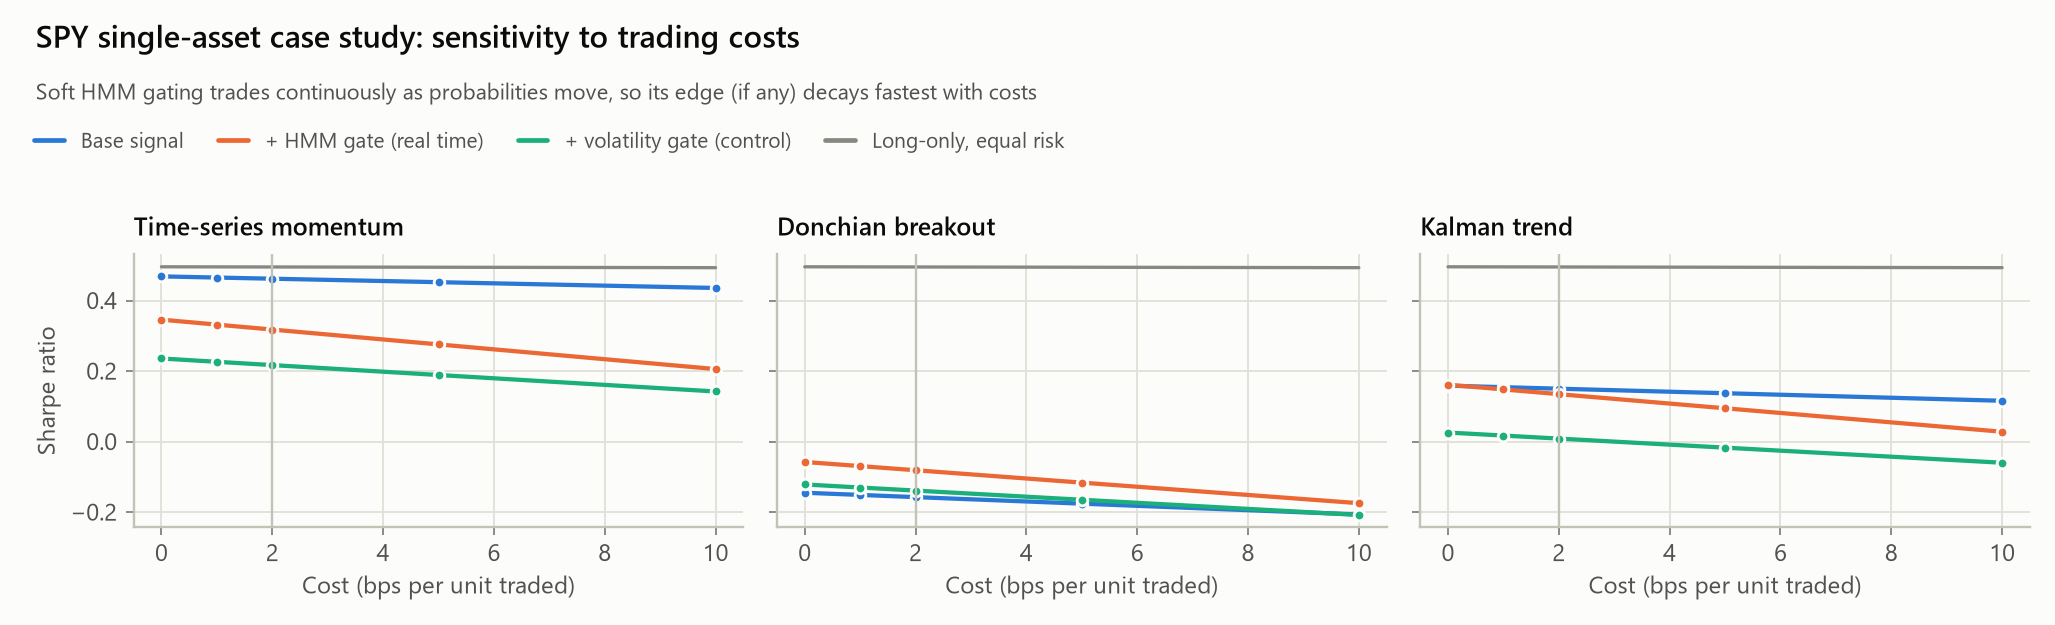 SPY single-asset case study: sensitivity to trading costs
Soft HMM gating trades continuously as probabilities move, so its edge (if any) decays fastest with costs
Base signal + HMM gate (real time) + volatility gate (control) Long-only, equal risk
Time-series momentum Donchian breakout Kalman trend
Sharpe ratio
0.4
0.2
0.0
−0.2
0 2 4 6 8 10 0 2 4 6 8 10 0 2 4 6 8 10
Cost (bps per unit traded) Cost (bps per unit traded) Cost (bps per unit traded)